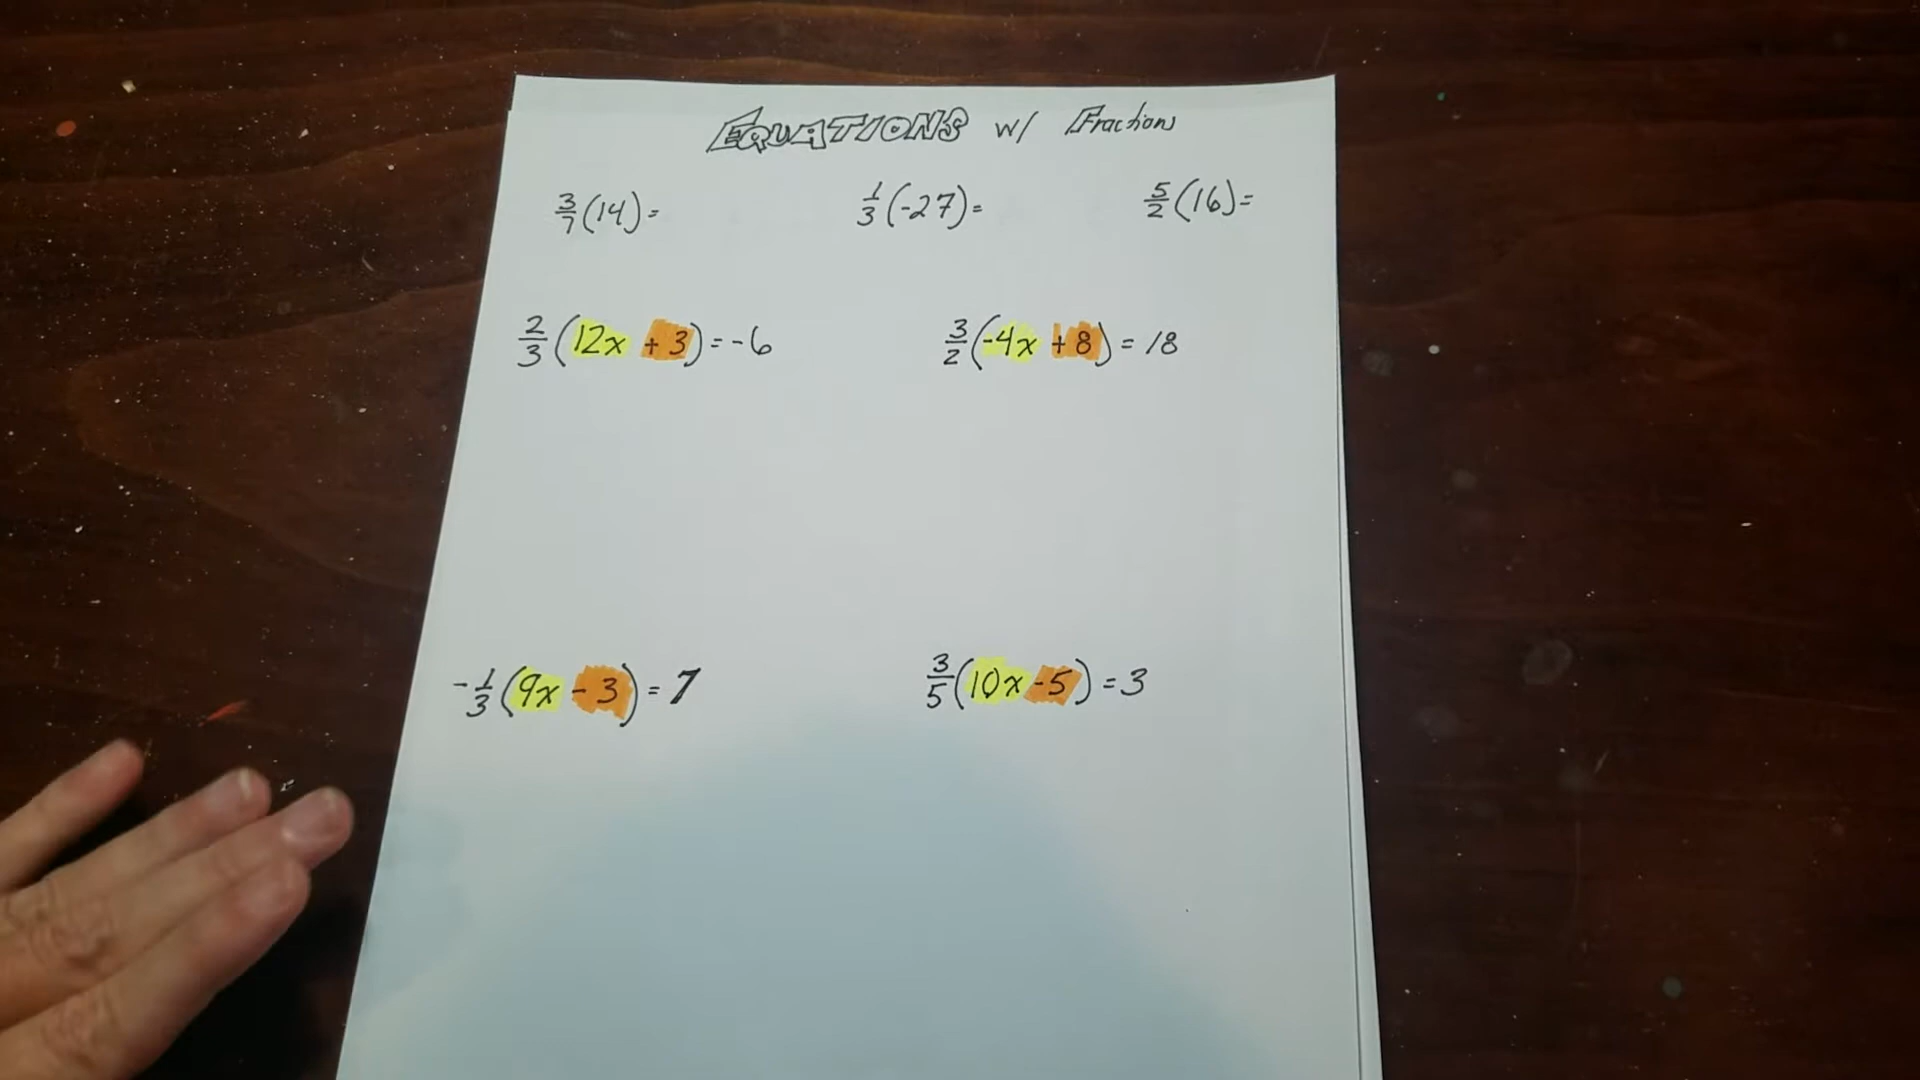 EQUATIONS w/ Fractions
3/7(14)= 1/3(-27)= 5/2(16)=
2/3(12x + 3)=-6 3/2(-4x +8)=18
-1/3(9x - 3)=7 3/5(10x-5)=3